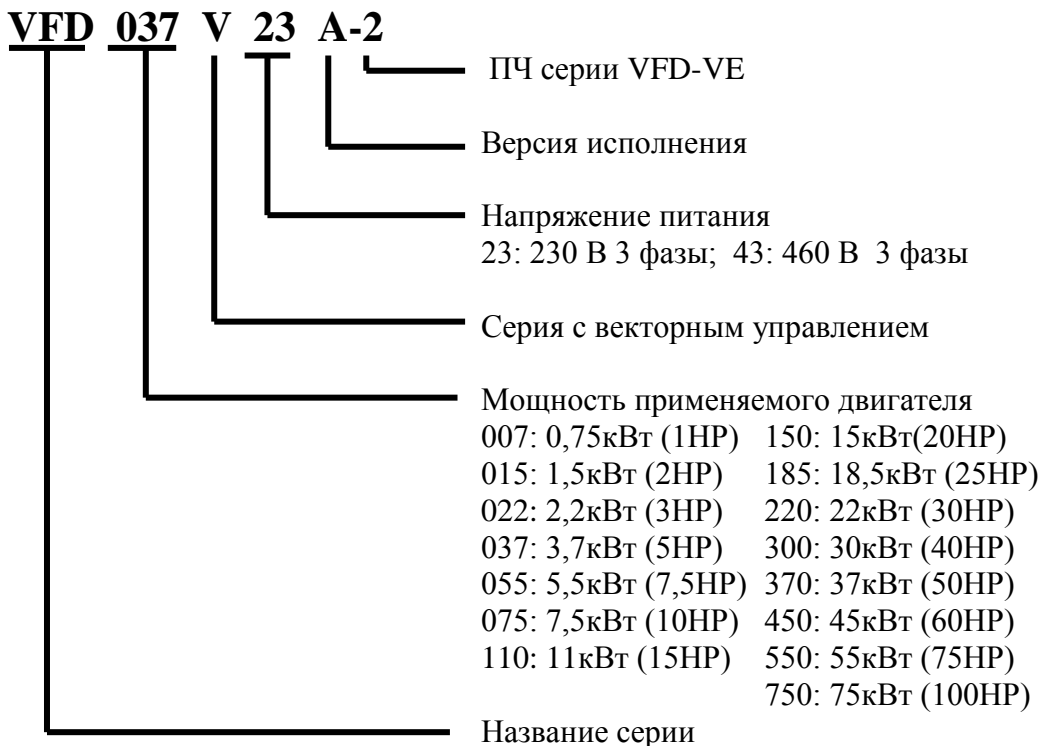 VFD 037 V 23 A-2
ПЧ серии VFD-VE
Версия исполнения
Напряжение питания
23: 230 В 3 фазы; 43: 460 В 3 фазы
Серия с векторным управлением
Мощность применяемого двигателя
007: 0,75кВт (1HP) 150: 15кВт(20HP)
015: 1,5кВт (2HP) 185: 18,5кВт (25HP)
022: 2,2кВт (3HP) 220: 22кВт (30HP)
037: 3,7кВт (5HP) 300: 30кВт (40HP)
055: 5,5кВт (7,5HP) 370: 37кВт (50HP)
075: 7,5кВт (10HP) 450: 45кВт (60HP)
110: 11кВт (15HP) 550: 55кВт (75HP)
750: 75кВт (100HP)
Название серии